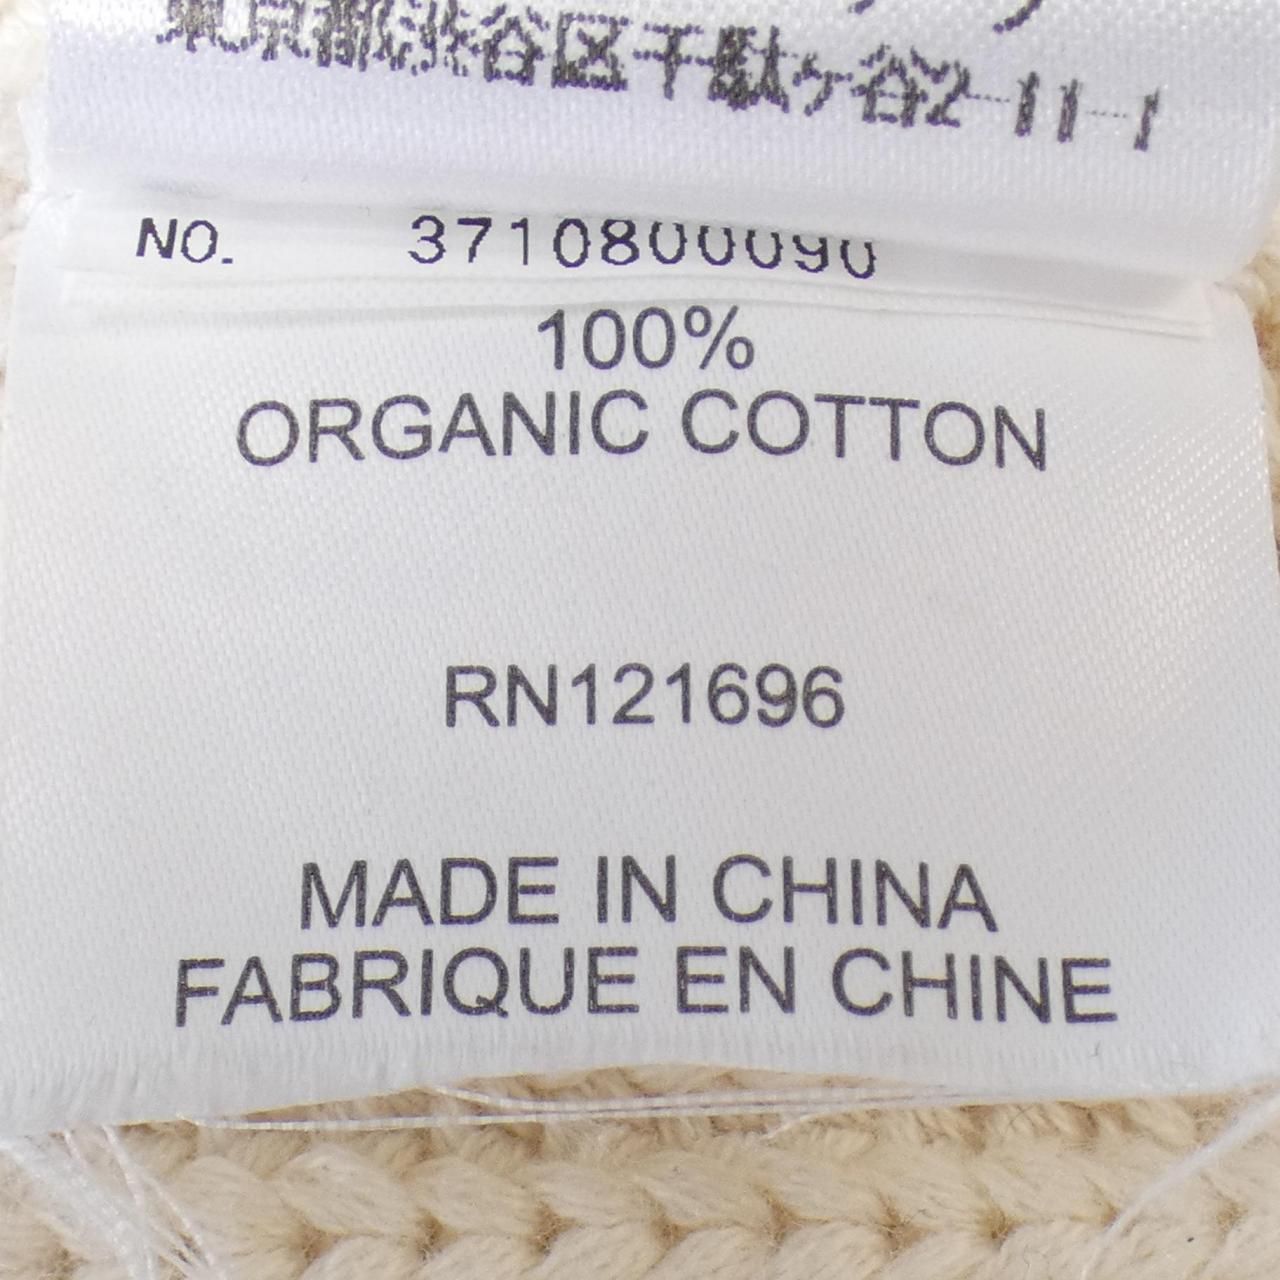 東京都渋谷区千駄ヶ谷2-11-1
NO. 3710800090
100%
ORGANIC COTTON
RN121696
MADE IN CHINA
FABRIQUE EN CHINE